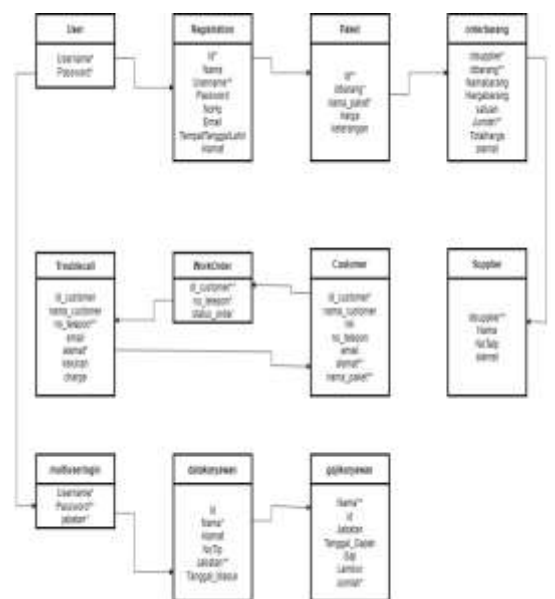 User
Username*
Password*
Registration
Id*
Nama
Username**
Password
NoHp
Email
TempatTanggalLahir
Alamat
Paket
Id**
Idbarang*
nama_paket*
Harga
keterangan
orderbarang
Idsupplier*
Idbarang**
Namabarang
Hargabarang
satuan
Jumlah**
Totalharga
alamat
Troublecall
id_customer
nama_customer
no_telepon**
email
alamat*
keluhan
charge
WorkOrder
id_customer**
no_telepon*
status_order
Customer
id_customer*
nama_customer
no_telepon
email
alamat**
nama_paket**
Supplier
Idsupplier**
Nama
NoTelp
alamat
multiuserlogin
Username*
Password**
jabatan*
datakaryawan
Id
Nama*
Alamat
NoTlp
Jabatan**
Tanggal_Masuk
gajikaryawan
Nama**
Id
Jabatan
Tanggal_Gajian
Gaji
Lembur
Jumlah*